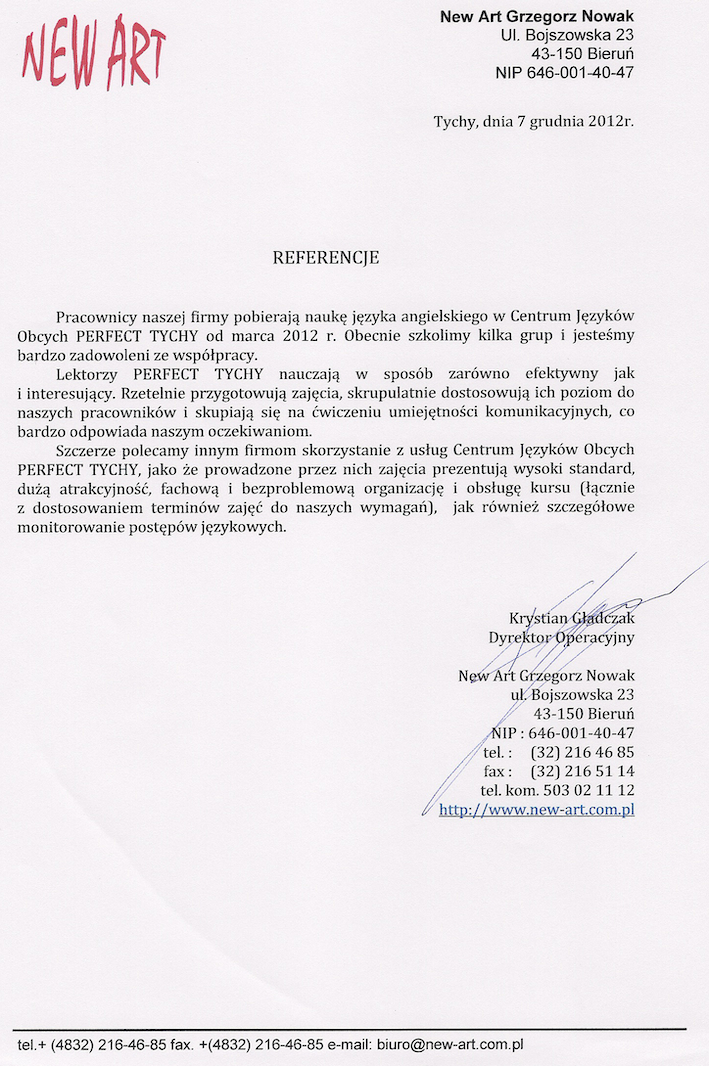 NEW ART
New Art Grzegorz Nowak
Ul. Bojszowska 23
43-150 Bieruń
NIP 646-001-40-47
Tychy, dnia 7 grudnia 2012r.
REFERENCJE
Pracownicy naszej firmy pobierają naukę języka angielskiego w Centrum Języków
Obcych PERFECT TYCHY od marca 2012 r. Obecnie szkolimy kilka grup i jesteśmy
bardzo zadowoleni ze współpracy.
Lektorzy PERFECT TYCHY nauczają w sposób zarówno efektywny jak
i interesujący. Rzetelnie przygotowują zajęcia, skrupulatnie dostosowują ich poziom do
naszych pracowników i skupiają się na ćwiczeniu umiejętności komunikacyjnych, co
bardzo odpowiada naszym oczekiwaniom.
Szczerze polecamy innym firmom skorzystanie z usług Centrum Języków Obcych
PERFECT TYCHY, jako że prowadzone przez nich zajęcia prezentują wysoki standard,
dużą atrakcyjność, fachową i bezproblemową organizację i obsługę kursu (łącznie
z dostosowaniem terminów zajęć do naszych wymagań), jak również szczegółowe
monitorowanie postępów językowych.
Krystian Gładczak
Dyrektor Operacyjny
New Art Grzegorz Nowak
ul. Bojszowska 23
43-150 Bieruń
NIP : 646-001-40-47
tel. : (32) 216 46 85
fax : (32) 216 51 14
tel. kom. 503 02 11 12
http://www.new-art.com.pl
tel.+ (4832) 216-46-85 fax. +(4832) 216-46-85 e-mail: biuro@new-art.com.pl